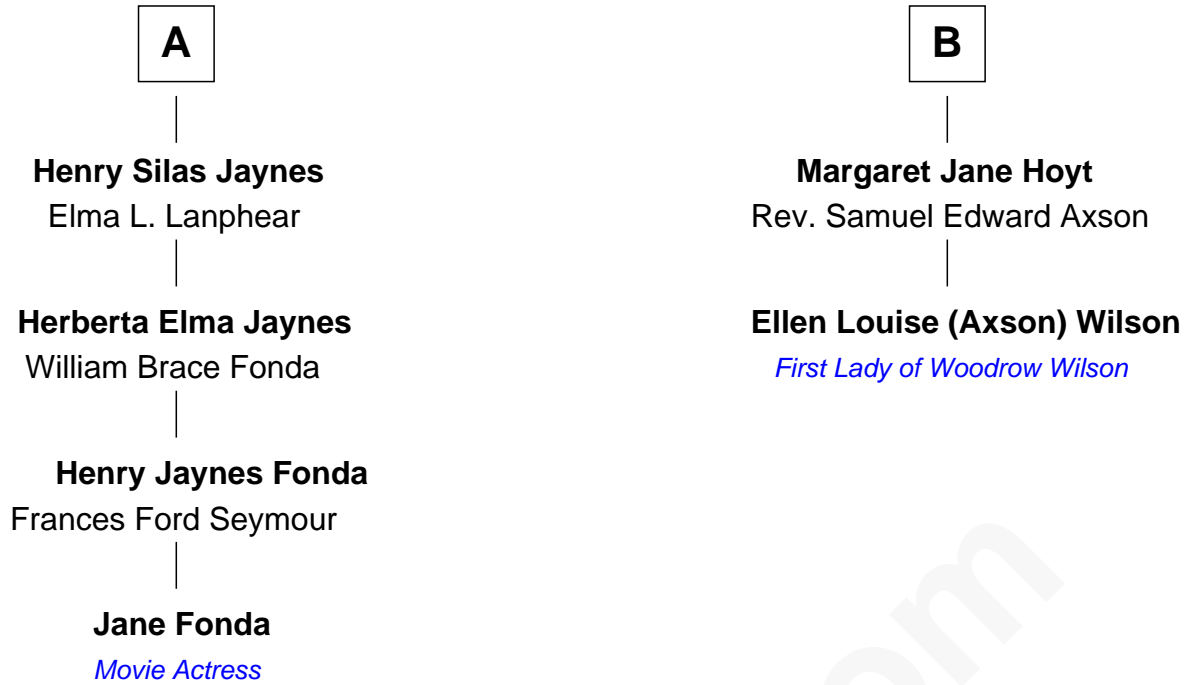 A
Henry Silas Jaynes
Elma L. Lanphear
Herberta Elma Jaynes
William Brace Fonda
Henry Jaynes Fonda
Frances Ford Seymour
Jane Fonda
Movie Actress
B
Margaret Jane Hoyt
Rev. Samuel Edward Axson
Ellen Louise (Axson) Wilson
First Lady of Woodrow Wilson
om